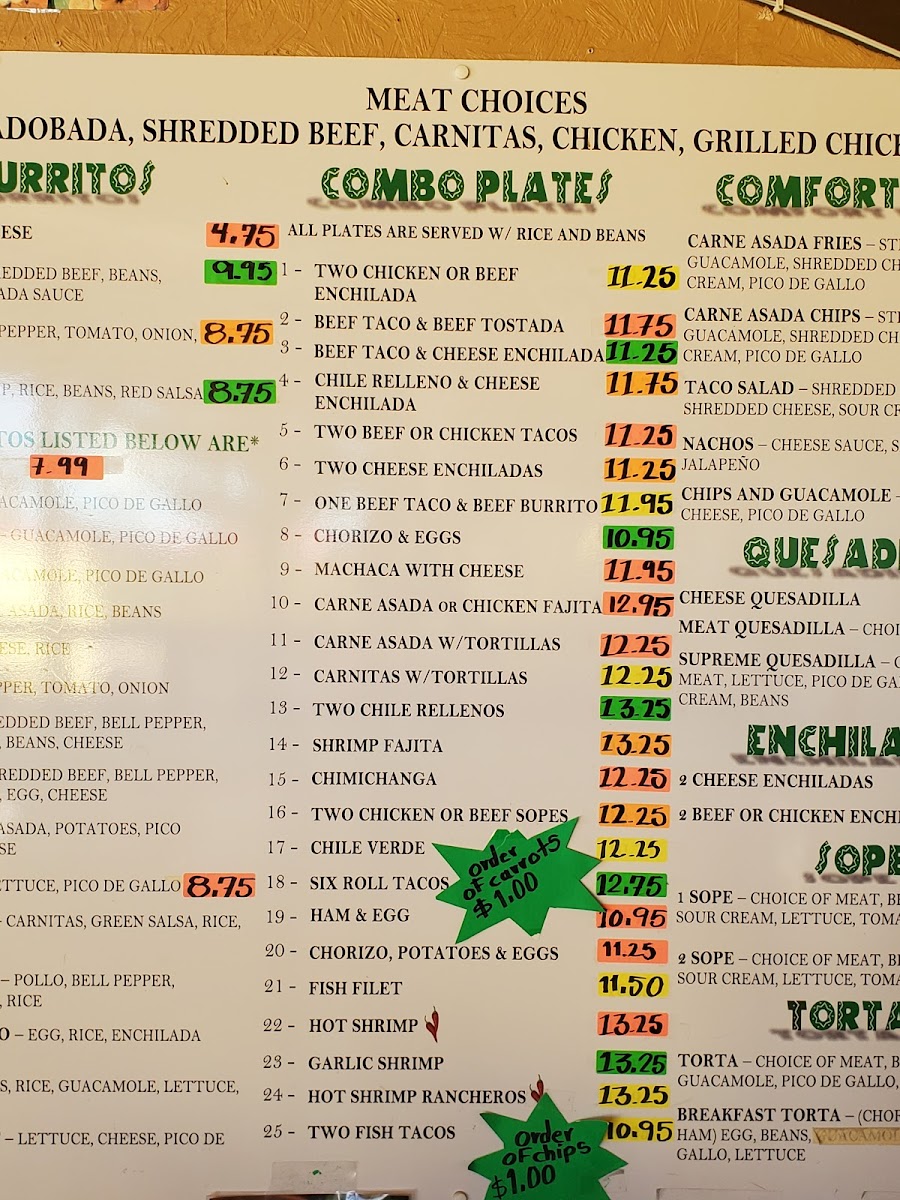 MEAT CHOICES
ADOBADA, SHREDDED BEEF, CARNITAS, CHICKEN, GRILLED
URRITOS
ESE 4.75
EDDED BEEF, BEANS, 9.95
ADA SAUCE
PEPPER, TOMATO, ONION, 8.75
P, RICE, BEANS, RED SALSA 8.75
TOS LISTED BELOW ARE*
7.99
ACAMOLE, PICO DE GALLO
- GUACAMOLE, PICO DE GALLO
ACAMOLE, PICO DE GALLO
ASADA, RICE, BEANS
ESE, RICE
PPER, TOMATO, ONION
EDDED BEEF, BELL PEPPER,
, BEANS, CHEESE
REDDED BEEF, BELL PEPPER,
, EGG, CHEESE
ASADA, POTATOES, PICO
SE
ETTUCE, PICO DE GALLO 8.75
- CARNITAS, GREEN SALSA, RICE,
- POLLO, BELL PEPPER,
, RICE
O - EGG, RICE, ENCHILADA
S, RICE, GUACAMOLE, LETTUCE,
- LETTUCE, CHEESE, PICO DE
COMBO PLATES
ALL PLATES ARE SERVED W/ RICE AND BEANS
1 - TWO CHICKEN OR BEEF 11.25
ENCHILADA
2 - BEEF TACO & BEEF TOSTADA 11.75
3 - BEEF TACO & CHEESE ENCHILADA 11.25
4 - CHILE RELLENO & CHEESE 11.75
ENCHILADA
5 - TWO BEEF OR CHICKEN TACOS 11.25
6 - TWO CHEESE ENCHILADAS 11.25
7 - ONE BEEF TACO & BEEF BURRITO 11.95
8 - CHORIZO & EGGS 10.95
9 - MACHACA WITH CHEESE 11.95
10 - CARNE ASADA OR CHICKEN FAJITA 12.95
11 - CARNE ASADA W/TORTILLAS 12.25
12 - CARNITAS W/TORTILLAS 12.25
13 - TWO CHILE RELLENOS 13.25
14 - SHRIMP FAJITA 13.25
15 - CHIMICHANGA 12.25
16 - TWO CHICKEN OR BEEF SOPES 12.25
17 - CHILE VERDE 12.25
18 - SIX ROLL TACOS 12.75
19 - HAM & EGG 10.95
20 - CHORIZO, POTATOES & EGGS 11.25
21 - FISH FILET 11.50
22 - HOT SHRIMP 13.25
23 - GARLIC SHRIMP 13.25
24 - HOT SHRIMP RANCHEROS 13.25
25 - TWO FISH TACOS 10.95
Order
of carrots
$1.00
Order
of chips
$1.00
COMFORT
CARNE ASADA FRIES – ST
GUACAMOLE, SHREDDED CH
CREAM, PICO DE GALLO
CARNE ASADA CHIPS – ST
GUACAMOLE, SHREDDED CH
CREAM, PICO DE GALLO
TACO SALAD – SHREDDED
SHREDDED CHEESE, SOUR CR
NACHOS – CHEESE SAUCE, S
JALAPEÑO
CHIPS AND GUACAMOLE –
CHEESE, PICO DE GALLO
QUESAD
CHEESE QUESADILLA
MEAT QUESADILLA – CHOI
SUPREME QUESADILLA –
MEAT, LETTUCE, PICO DE GA
CREAM, BEANS
ENCHILA
2 CHEESE ENCHILADAS
2 BEEF OR CHICKEN ENCHI
SOPE
1 SOPE – CHOICE OF MEAT, BE
SOUR CREAM, LETTUCE, TOMA
2 SOPE – CHOICE OF MEAT, BE
SOUR CREAM, LETTUCE, TOMA
TORTA
TORTA – CHOICE OF MEAT, B
GUACAMOLE, PICO DE GALLO,
BREAKFAST TORTA – (CHOR
HAM) EGG, BEANS, GUACAMOL
GALLO, LETTUCE